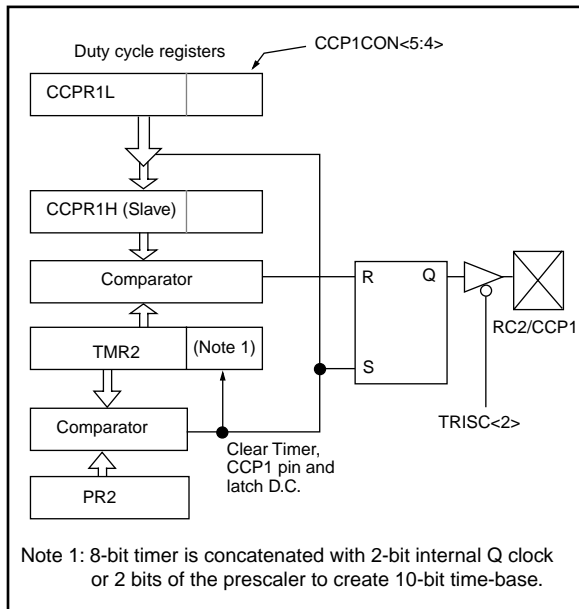 Duty cycle registers
CCP1CON<5:4>
CCPR1L
CCPR1H (Slave)
Comparator
R
Q
RC2/CCP1
TMR2
(Note 1)
S
TRISC<2>
Comparator
Clear Timer,
CCP1 pin and
latch D.C.
PR2
Note 1: 8-bit timer is concatenated with 2-bit internal Q clock
or 2 bits of the prescaler to create 10-bit time-base.